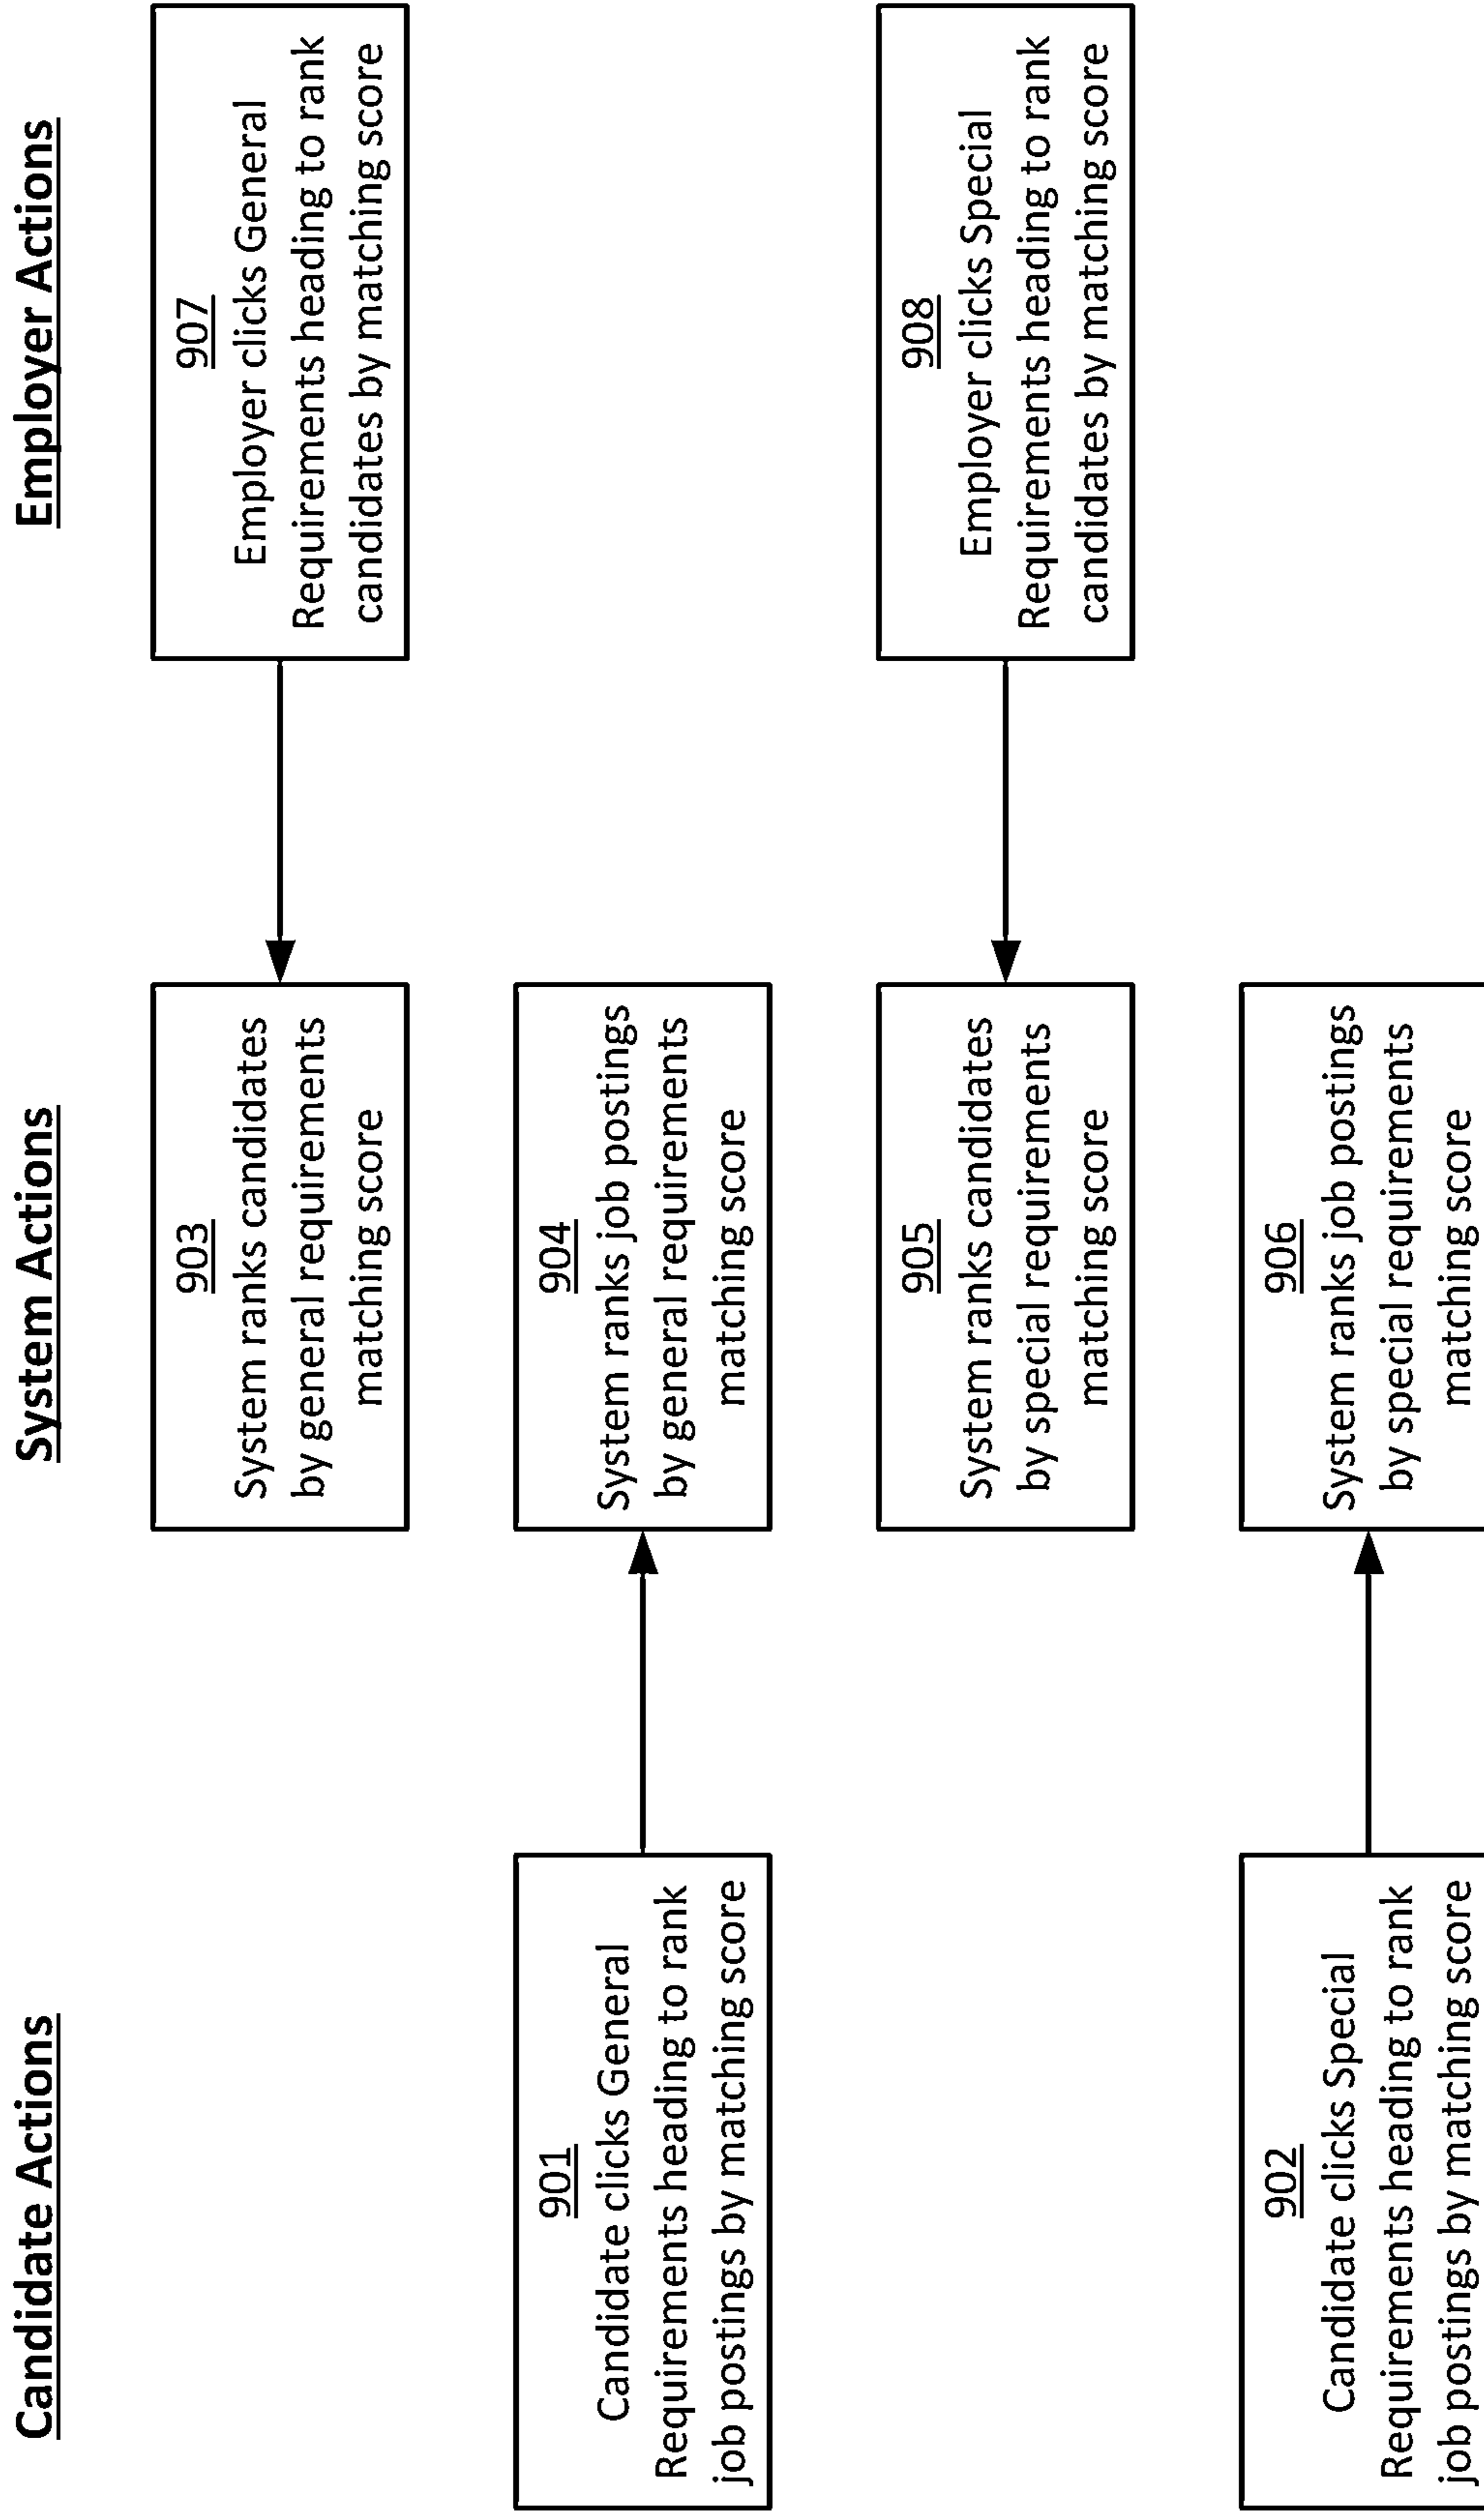 Candidate Actions
System Actions
Employer Actions
903
System ranks candidates
by general requirements
matching score
907
Employer clicks General
Requirements heading to rank
candidates by matching score
901
Candidate clicks General
Requirements heading to rank
job postings by matching score
904
System ranks job postings
by general requirements
matching score
905
System ranks candidates
by special requirements
matching score
908
Employer clicks Special
Requirements heading to rank
candidates by matching score
902
Candidate clicks Special
Requirements heading to rank
job postings by matching score
906
System ranks job postings
by special requirements
matching score